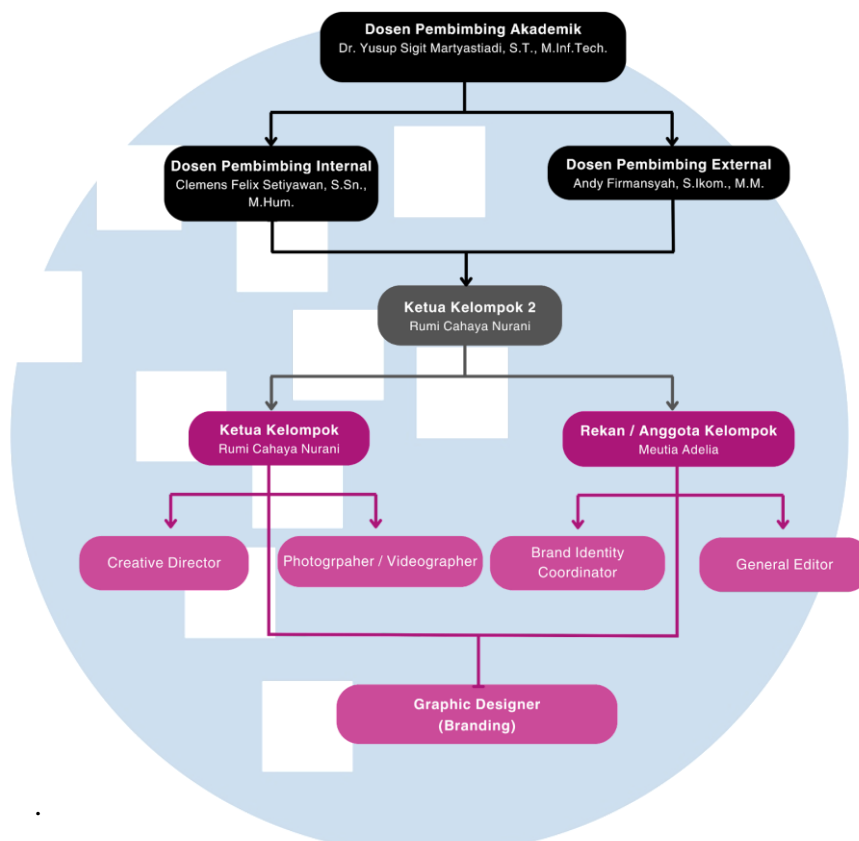 Dosen Pembimbing Akademik
Dr. Yusup Sigit Martyastiadi, S.T., M.Inf.Tech.
Dosen Pembimbing Internal
Clemens Felix Setiyawan, S.Sn.,
M.Hum.
Dosen Pembimbing External
Andy Firmansyah, S.Ikom., M.M.
Ketua Kelompok 2
Rumi Cahaya Nurani
Ketua Kelompok
Rumi Cahaya Nurani
Rekan / Anggota Kelompok
Meutia Adelia
Creative Director
Photogrpaher / Videographer
Brand Identity
Coordinator
General Editor
Graphic Designer
(Branding)
.